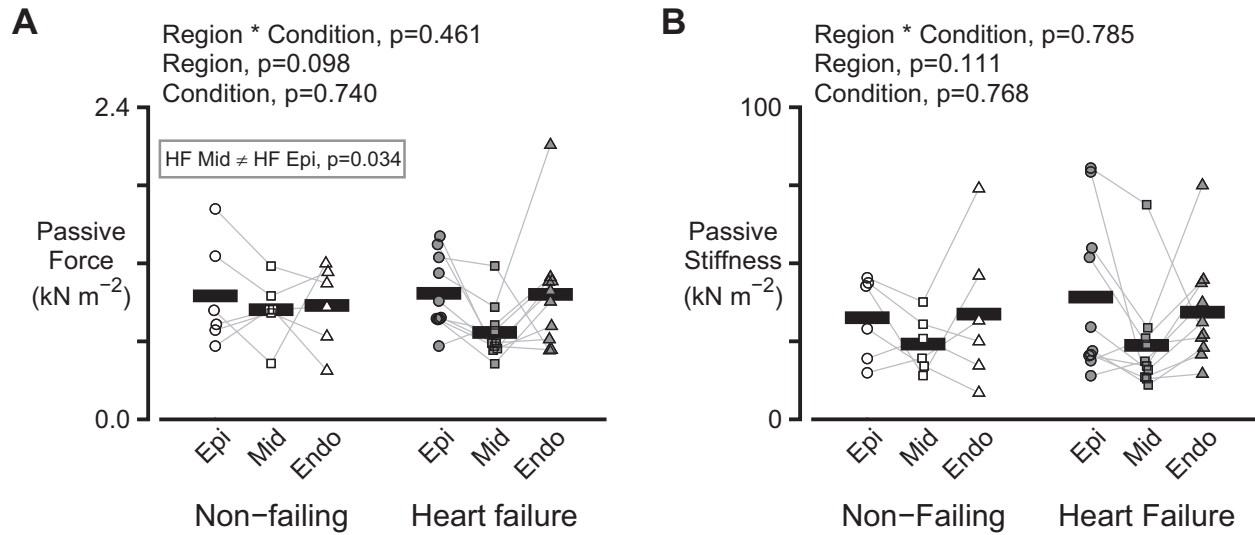 A
Region * Condition, p=0.461
Region, p=0.098
Condition, p=0.740
2.4
HF Mid ≠ HF Epi, p=0.034
Passive
Force
(kN m−2)
0.0
Epi
Mid
Endo
Epi
Mid
Endo
Non−failing
Heart failure
B
Region * Condition, p=0.785
Region, p=0.111
Condition, p=0.768
100
Passive
Stiffness
(kN m−2)
0
Epi
Mid
Endo
Epi
Mid
Endo
Non−Failing
Heart Failure